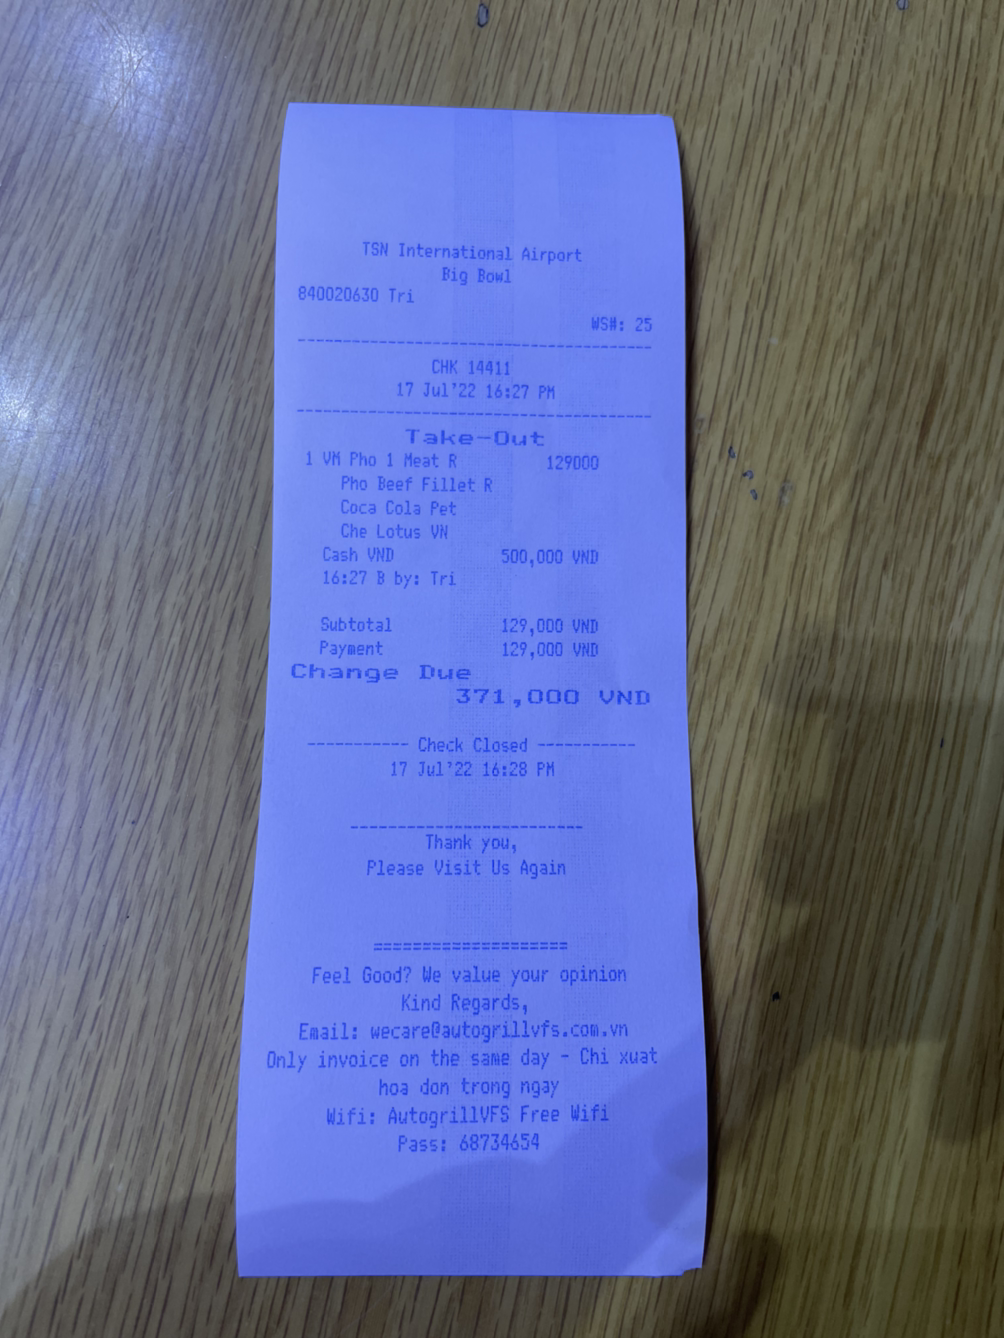 TSN International Airport
Big Bowl
840020630 Tri
WS#: 25
CHK 14411
17 Jul'22 16:27 PM
Take-Out
1 VM Pho 1 Meat R 129000
Pho Beef Fillet R
Coca Cola Pet
Che Lotus VN
Cash VND 500,000 VND
16:27 B by: Tri
Subtotal 129,000 VND
Payment 129,000 VND
Change Due
371,000 VND
---------- Check Closed ----------
17 Jul'22 16:28 PM
Thank you,
Please Visit Us Again
====================
Feel Good? We value your opinion
Kind Regards,
Email: wecare@autogrillvfs.com.vn
Only invoice on the same day - Chi xuat
hoa don trong ngay
Wifi: AutogrillVFS Free Wifi
Pass: 68734654